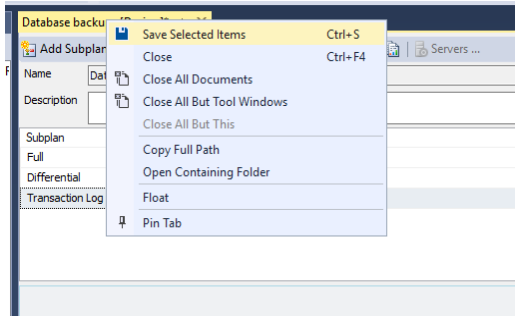 Database backu
Save Selected Items Ctrl+S
Add Subplan
Servers ...
Close Ctrl+F4
Name
Dat
Close All Documents
Description
Close All But Tool Windows
Close All But This
Subplan
Copy Full Path
Full
Open Containing Folder
Differential
Transaction Log
Float
Pin Tab